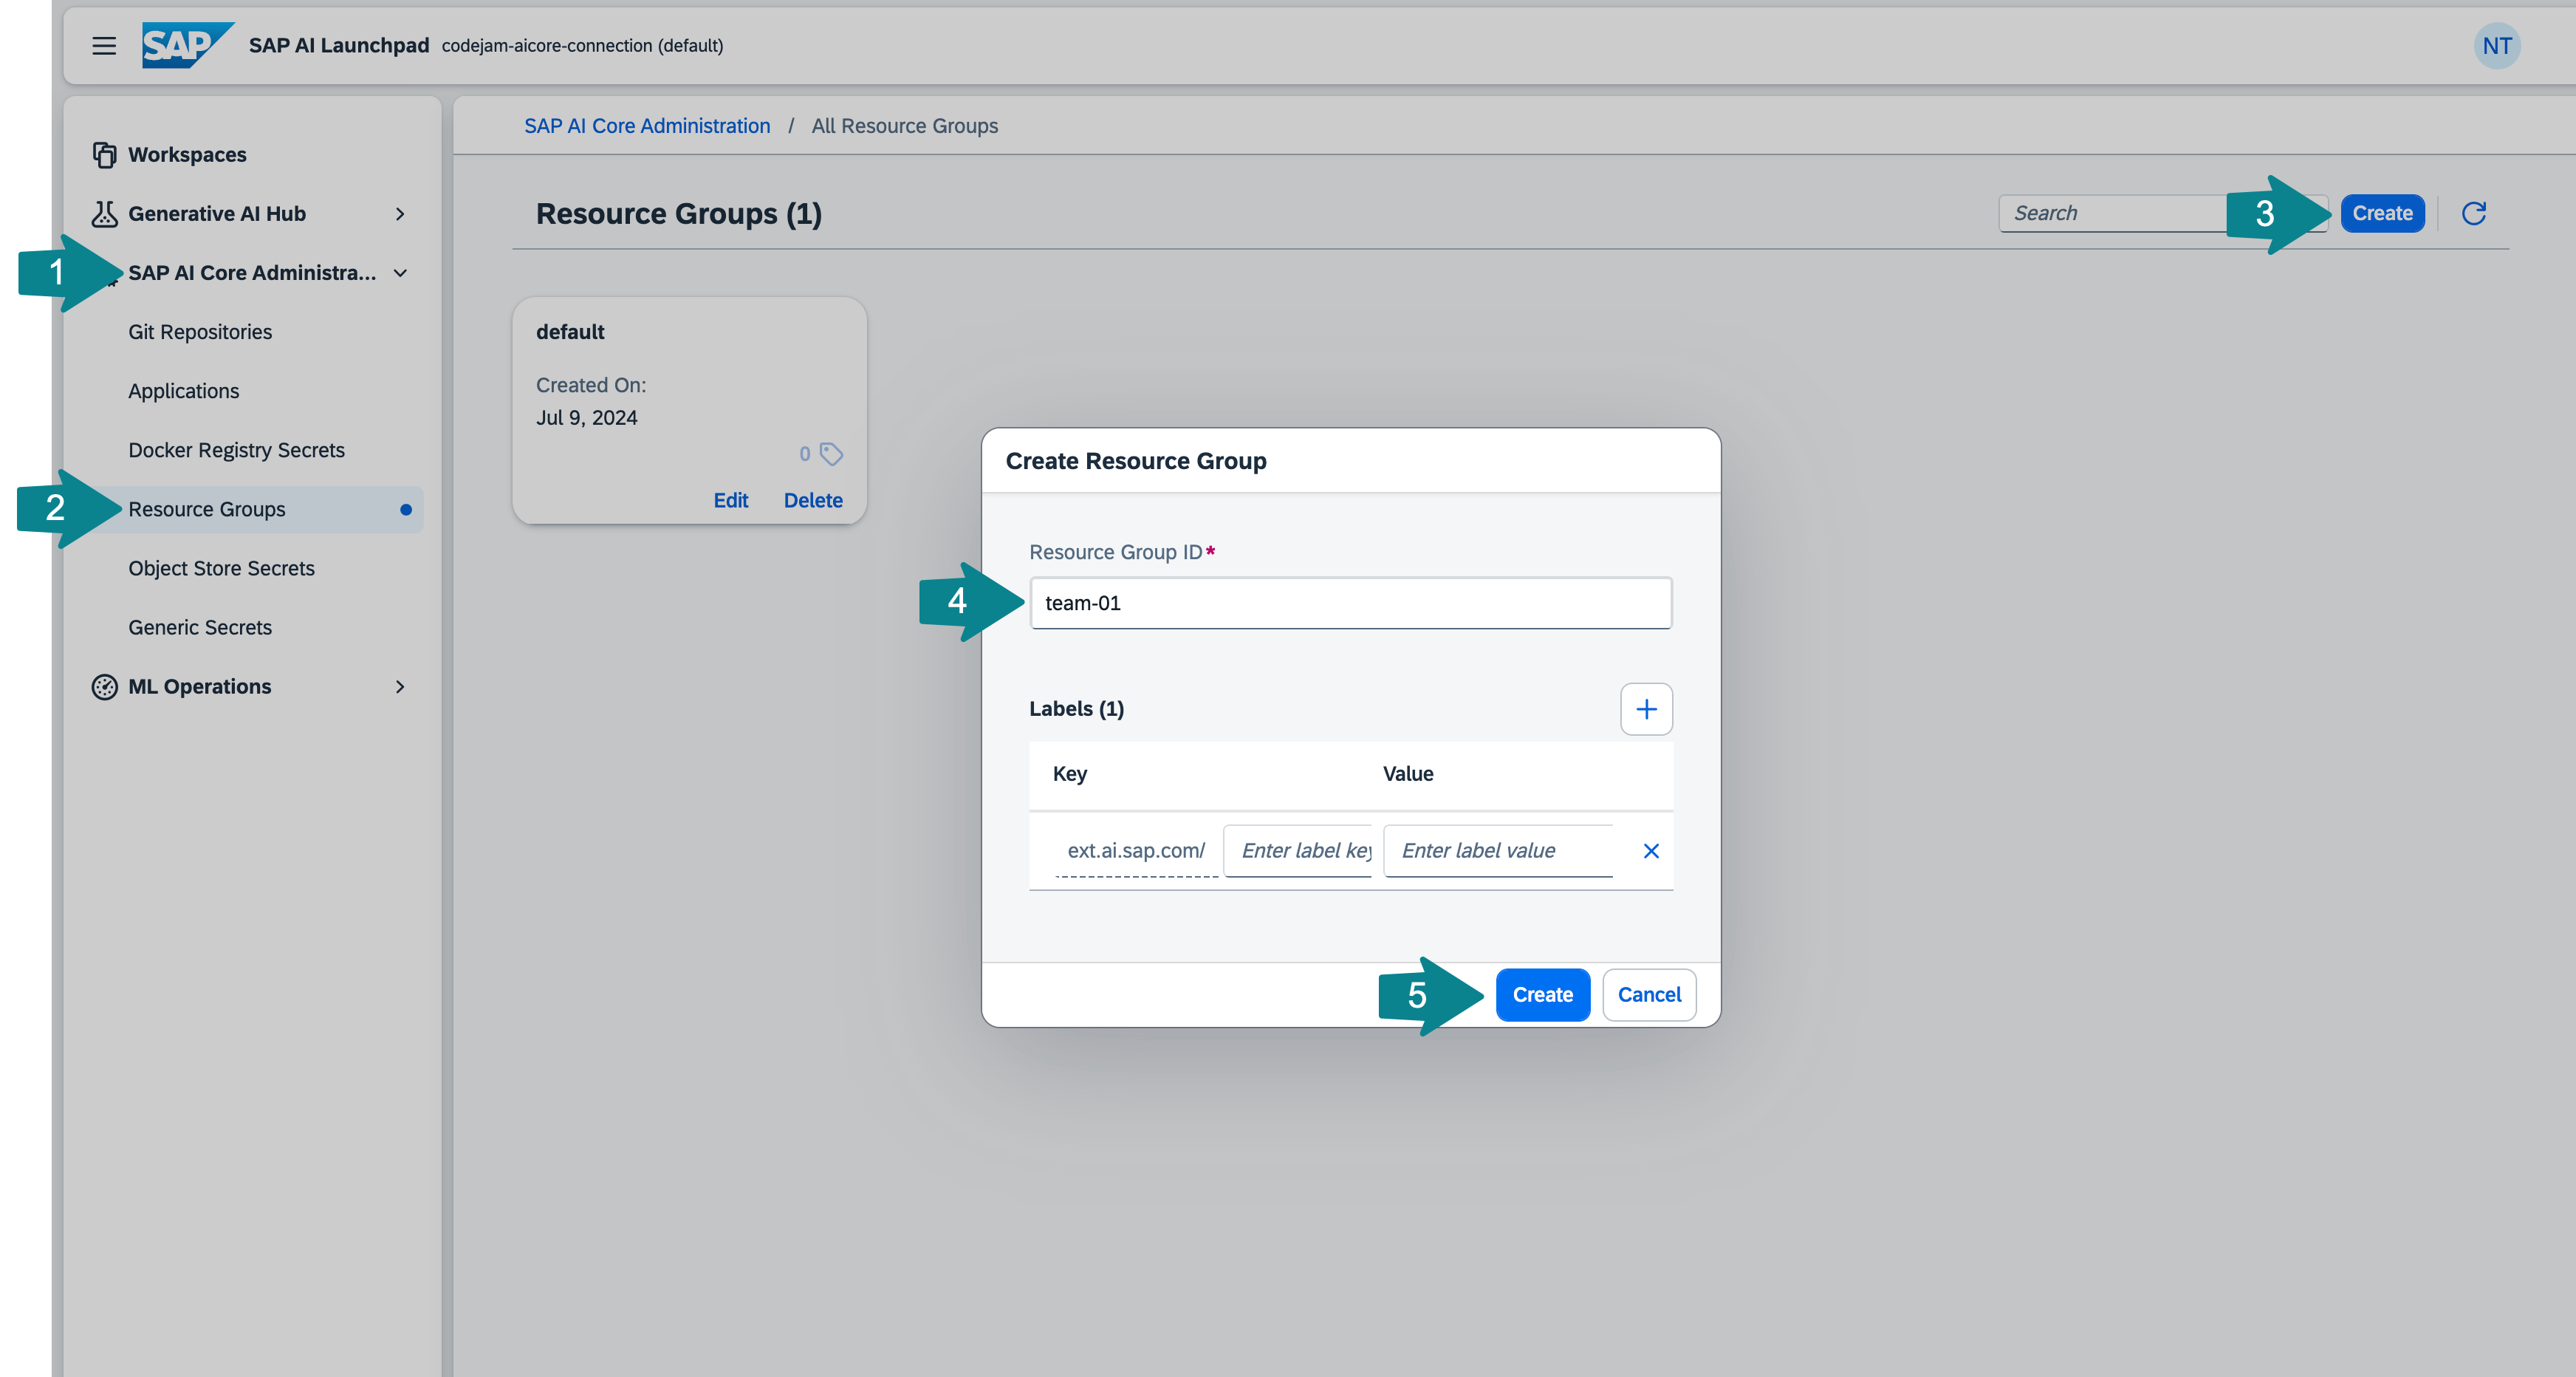 SAP SAP AI Launchpad codejam-aicore-connection (default) NT
Workspaces
Generative AI Hub
1 SAP AI Core Administra...
Git Repositories
Applications
Docker Registry Secrets
2 Resource Groups
Object Store Secrets
Generic Secrets
ML Operations
SAP AI Core Administration / All Resource Groups
Resource Groups (1)
Search 3 Create
default
Created On:
Jul 9, 2024
0
Edit Delete
Create Resource Group
Resource Group ID*
4 team-01
Labels (1)
Key Value
ext.ai.sap.com/ Enter label key Enter label value
5 Create Cancel